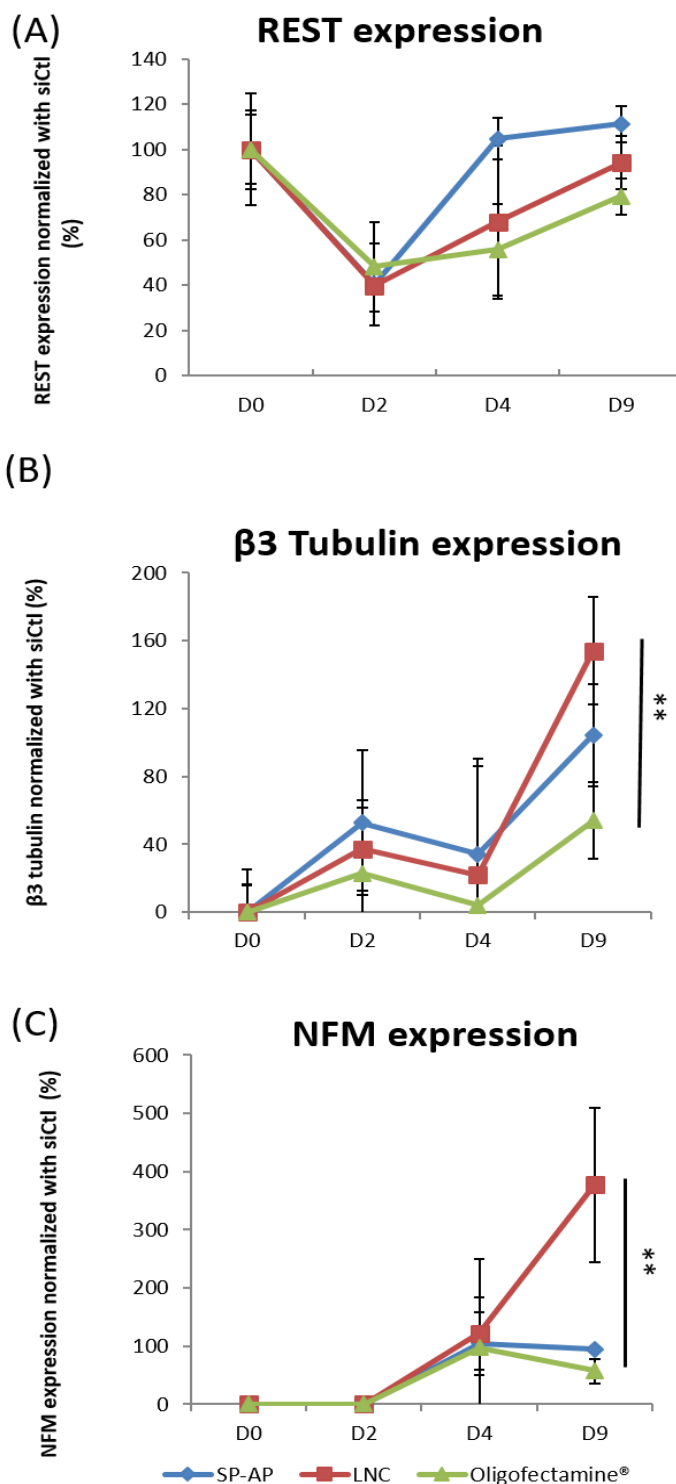 (A)
REST expression
REST expression normalized with siCtl
(%)
140
120
100
80
60
40
20
0
D0 D2 D4 D9
(B)
β3 Tubulin expression
β3 tubulin normalized with siCtl (%)
200
160
120
80
40
0
D0 D2 D4 D9
**
(C)
NFM expression
NFM expression normalized with siCtl (%)
600
500
400
300
200
100
0
D0 D2 D4 D9
**
SP-AP LNC Oligofectamine®